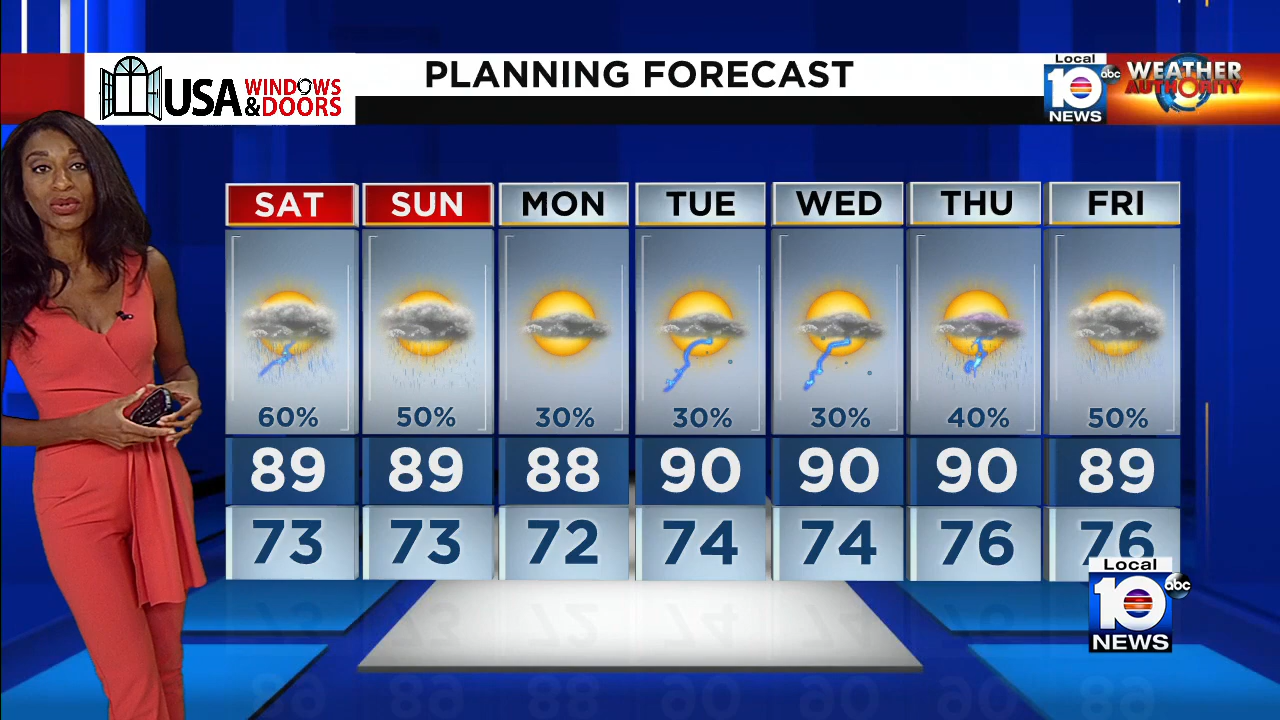 USA WINDOWS & DOORS
PLANNING FORECAST
Local
10
abc
NEWS
WEATHER
AUTHORITY
SAT SUN MON TUE WED THU FRI
60% 50% 30% 30% 30% 40% 50%
89 89 88 90 90 90 89
73 73 72 74 74 76 76
Local
10
abc
NEWS